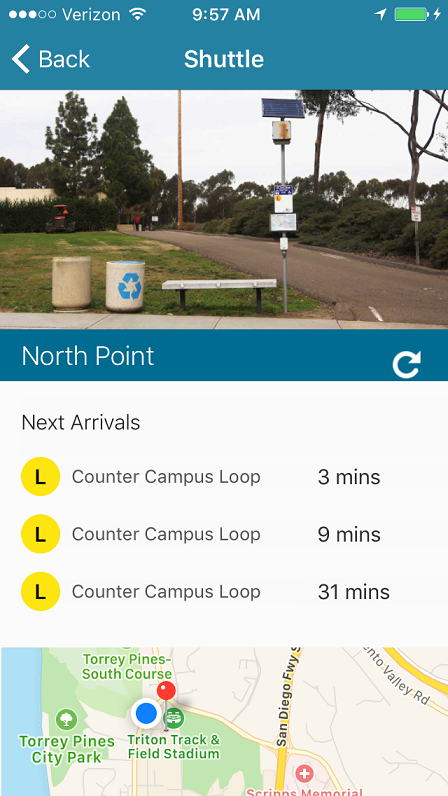 Verizon 9:57 AM
Back Shuttle
North Point
Next Arrivals
L Counter Campus Loop 3 mins
L Counter Campus Loop 9 mins
L Counter Campus Loop 31 mins
Torrey Pines-
South Course
Torrey Pines
City Park
Triton Track &
Field Stadium
San Diego Fwy S
ento Valley Rd
Scripps Memorial